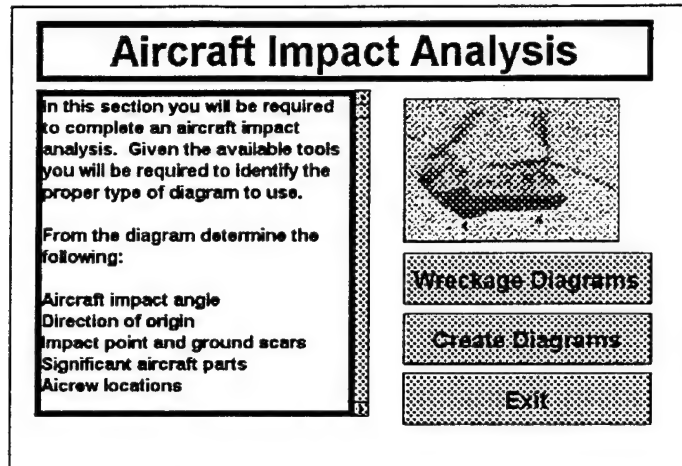 Aircraft Impact Analysis
In this section you will be required
to complete an aircraft impact
analysis. Given the available tools
you will be required to identify the
proper type of diagram to use.
From the diagram determine the
following:
Aircraft impact angle
Direction of origin
Impact point and ground scars
Significant aircraft parts
Aicrew locations
Wreckage Diagrams
Create Diagrams
Exit